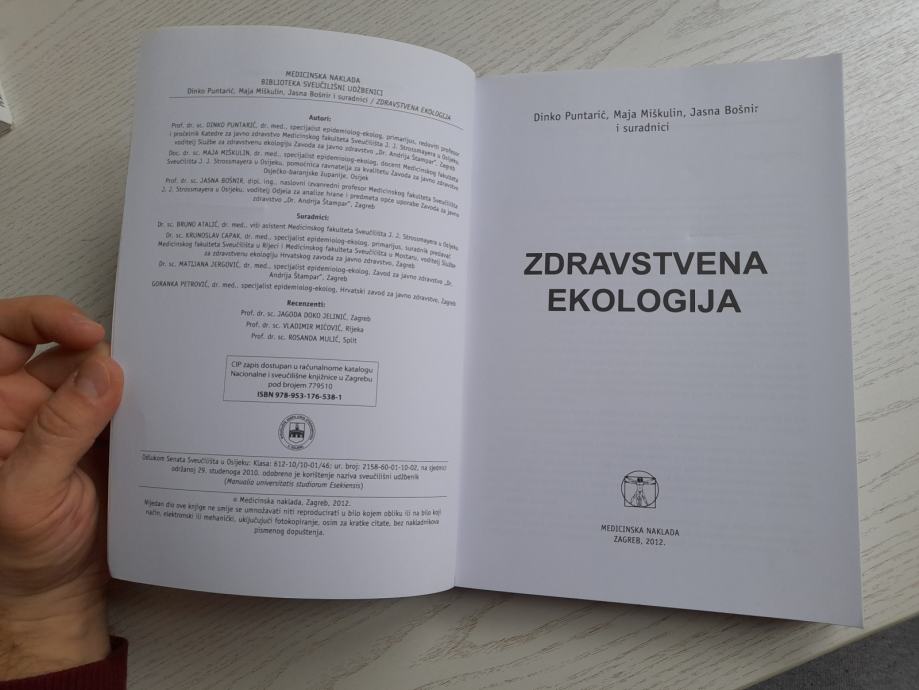 MEDICINSKA NAKLADA
BIBLIOTEKA SVEUČILIŠNI UDŽBENICI
Dinko Puntarić, Maja Miškulin, Jasna Bošnir i suradnici / ZDRAVSTVENA EKOLOGIJA
Autori:
Prof. dr. sc. DINKO PUNTARIĆ, dr. med., specijalist epidemiolog-ekolog, primarijus, redoviti profesor
i pročelnik Katedre za javno zdravstvo Medicinskog fakulteta Sveučilišta J. J. Strossmayera u Osijeku,
voditelj Službe za zdravstvenu ekologiju Zavoda za javno zdravstvo „Dr. Andrija Štampar", Zagreb
Doc. dr. sc. MAJA MIŠKULIN, dr. med., specijalist epidemiolog-ekolog, docent Medicinskog fakulteta
Sveučilišta J. J. Strossmayera u Osijeku, pomoćnica ravnatelja za kvalitetu Zavoda za javno zdravstvo
Osječko-baranjske županije, Osijek
Prof. dr. sc. JASNA BOŠNIR, dipl. ing., naslovni izvanredni profesor Medicinskog fakulteta Sveučilišta
J. J. Strossmayera u Osijeku, voditelj Odjela za analize hrane i predmeta opće uporabe Zavoda za javno
zdravstvo „Dr. Andrija Štampar", Zagreb
Suradnici:
Dr. sc. BRUNO ATALIĆ, dr. med., viši asistent Medicinskog fakulteta Sveučilišta J. J. Strossmayera u Osijeku
Dr. sc. KRUNOSLAV CAPAK, dr. med., specijalist epidemiolog-ekolog, primarijus, suradnik predavač
Medicinskog fakulteta Sveučilišta u Rijeci i Medicinskog fakulteta Sveučilišta u Mostaru, voditelj Službe
za zdravstvenu ekologiju Hrvatskog zavoda za javno zdravstvo, Zagreb
Dr. sc. MATIJANA JERGOVIĆ, dr. med., specijalist epidemiolog-ekolog, Zavod za javno zdravstvo „Dr.
Andrija Štampar", Zagreb
GORANKA PETROVIĆ, dr. med., specijalist epidemiolog-ekolog, Hrvatski zavod za javno zdravstvo, Zagreb
Recenzenti:
Prof. dr. sc. JAGODA DOKO JELINIĆ, Zagreb
Prof. dr. sc. VLADIMIR MIĆOVIĆ, Rijeka
Prof. dr. sc. ROSANDA MULIĆ, Split
CIP zapis dostupan u računalnome katalogu
Nacionalne i sveučilišne knjižnice u Zagrebu
pod brojem 779510
ISBN 978-953-176-538-1
Odlukom Senata Sveučilišta u Osijeku: Klasa: 612-10/10-01/46; ur. broj: 2158-60-01-10-02, na sjednici
održanoj 29. studenoga 2010. odobreno je korištenje naziva sveučilišni udžbenik
(Manualia universitatis studiorum Esekiensis)
© Medicinska naklada, Zagreb, 2012.
Nijedan dio ove knjige ne smije se umnožavati niti reproducirati u bilo kojem obliku ili na bilo koji
način, elektronski ili mehanički, uključujući fotokopiranje, osim za kratke citate, bez nakladnikova
pismenog dopuštenja.
Dinko Puntarić, Maja Miškulin, Jasna Bošnir
i suradnici
ZDRAVSTVENA
EKOLOGIJA
MEDICINSKA NAKLADA
ZAGREB, 2012.